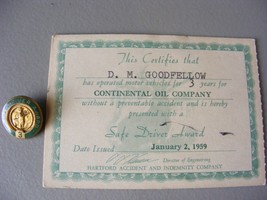 This Certifies that
D. M. GOODFELLOW
has operated motor vehicles for 3 years for
CONTINENTAL OIL COMPANY
without a preventable accident and is hereby
presented with a
Safe Driver Award
Date Issued January 2, 1959
Director of Engineering
HARTFORD ACCIDENT AND INDEMNITY COMPANY